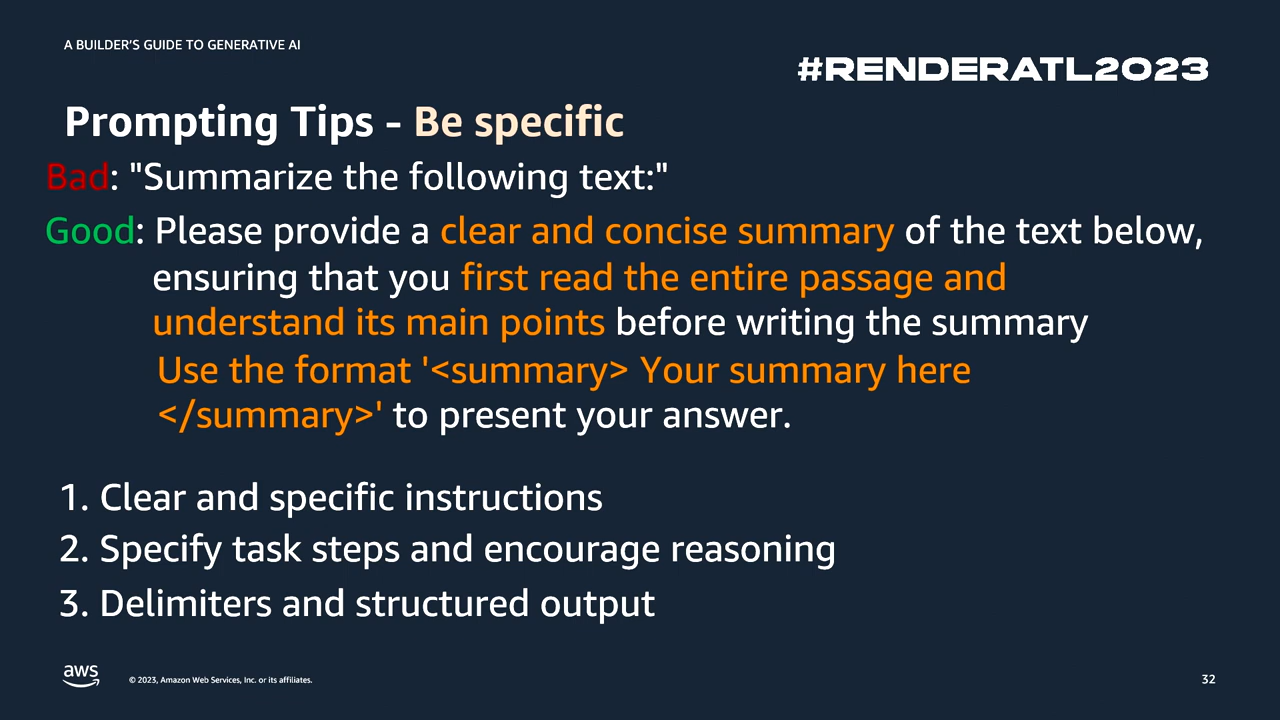 A BUILDER'S GUIDE TO GENERATIVE AI
#RENDERATL2023
Prompting Tips - Be specific
Bad: "Summarize the following text:"
Good: Please provide a clear and concise summary of the text below,
ensuring that you first read the entire passage and
understand its main points before writing the summary
Use the format '<summary> Your summary here
</summary>' to present your answer.
1. Clear and specific instructions
2. Specify task steps and encourage reasoning
3. Delimiters and structured output
aws
© 2023, Amazon Web Services, Inc. or its affiliates.
32